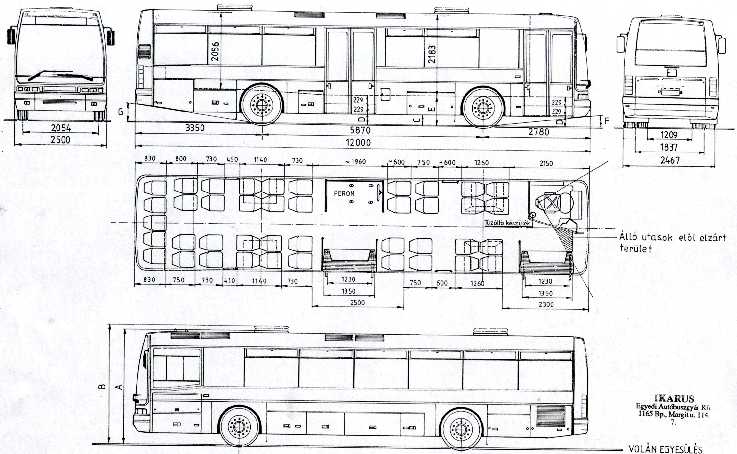 2056
2183
229
229
229
229
G
D
C
E
F
2054
2500
3350
5870
2780
12000
1209
1837
2467
830 800 730 450 1140 730 ~1960 ~600 750 ~600 1260 2150
PERON
Tűzoltó készülék
Álló utasok elől elzárt
terület
1230
1350
1230
1350
830 750 730 410 1140 730 2500 750 600 1260 2300
B
A
IKARUS
Egyedi Autóbuszgyár Kft
1165 Bp., Margit u. 114
7.
VOLÁN EGYESÜLÉS